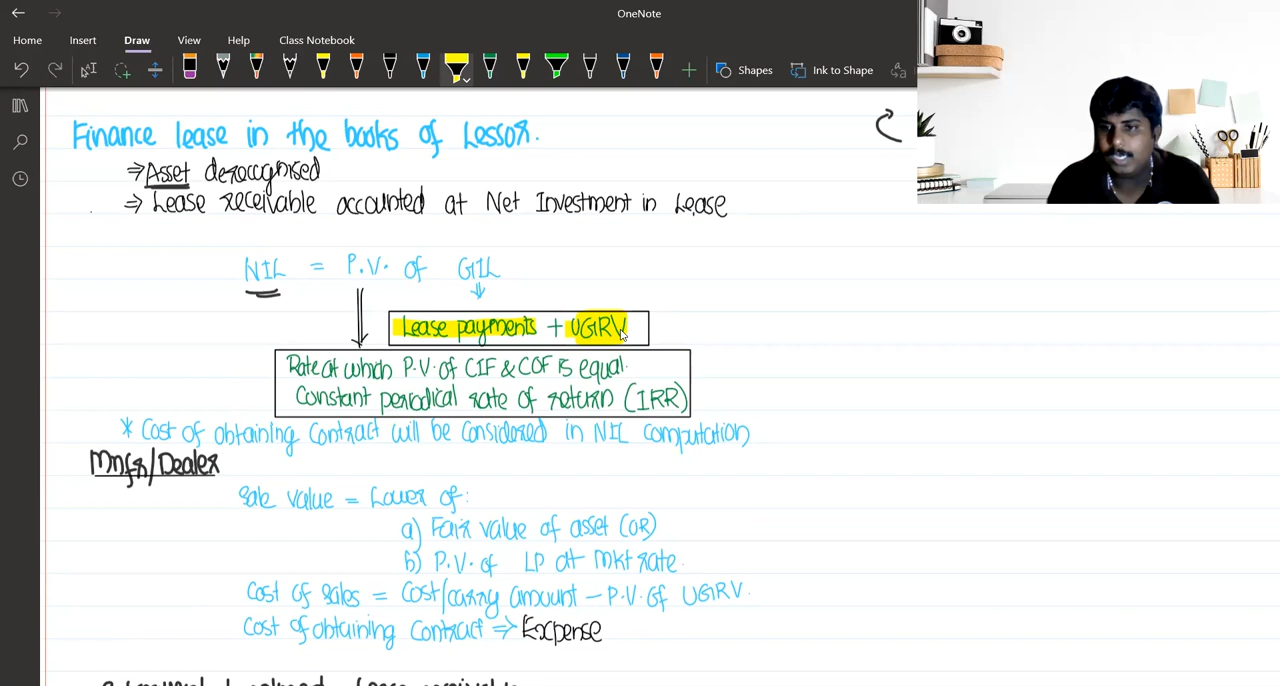 OneNote
Home Insert Draw View Help Class Notebook
Shapes Ink to Shape
Finance lease in the books of Lessor.
⇒ Asset derecognised
⇒ Lease receivable accounted at Net Investment in Lease
NIL = P.V. of GIL
Lease payments + UGRV
Rate at which P.V. of CIF & COF is equal.
Constant periodical rate of return (IRR)
* Cost of obtaining contract will be considered in NIL computation
Mnfr/Dealer
Sale value = Lower of:
a) Fair value of asset (OR)
b) P.V. of LP at mkt rate.
Cost of sales = Cost/carry amount - P.V. of UGRV.
Cost of obtaining contract ⇒ Expense